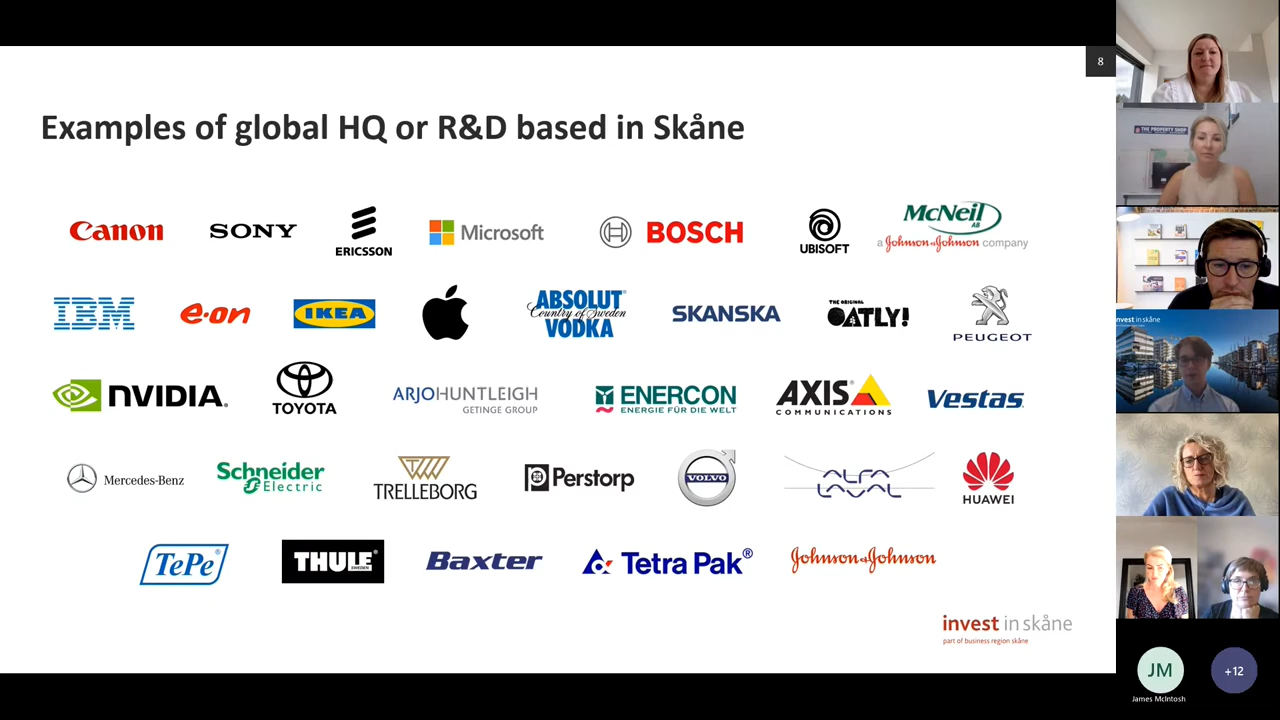 8
Examples of global HQ or R&D based in Skåne
Canon
SONY
ERICSSON
Microsoft
BOSCH
UBISOFT
McNEIL AB
a Johnson & Johnson company
IBM
e·on
IKEA
ABSOLUT
Country of Sweden
VODKA
SKANSKA
THE ORIGINAL
OATLY!
PEUGEOT
NVIDIA.
TOYOTA
ARJOHUNTLEIGH
GETINGE GROUP
ENERCON
ENERGIE FÜR DIE WELT
AXIS
COMMUNICATIONS
Vestas
Mercedes-Benz
Schneider
Electric
TRELLEBORG
Perstorp
VOLVO
ALFA
LAVAL
HUAWEI
TePe®
THULE®
SWEDEN
Baxter
Tetra Pak®
Johnson & Johnson
invest in skåne
part of business region skåne
THE PROPERTY SHOP
invest in skåne
JM
+12
James McIntosh